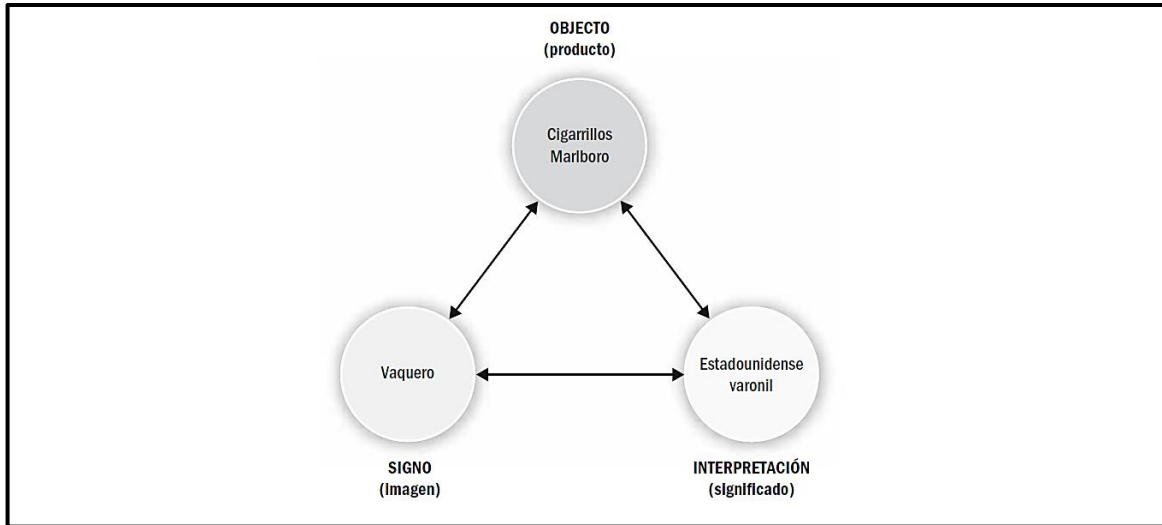 OBJECTO
(producto)
Cigarrillos
Marlboro
Vaquero
Estadounidense
varonil
SIGNO
(imagen)
INTERPRETACIÓN
(significado)